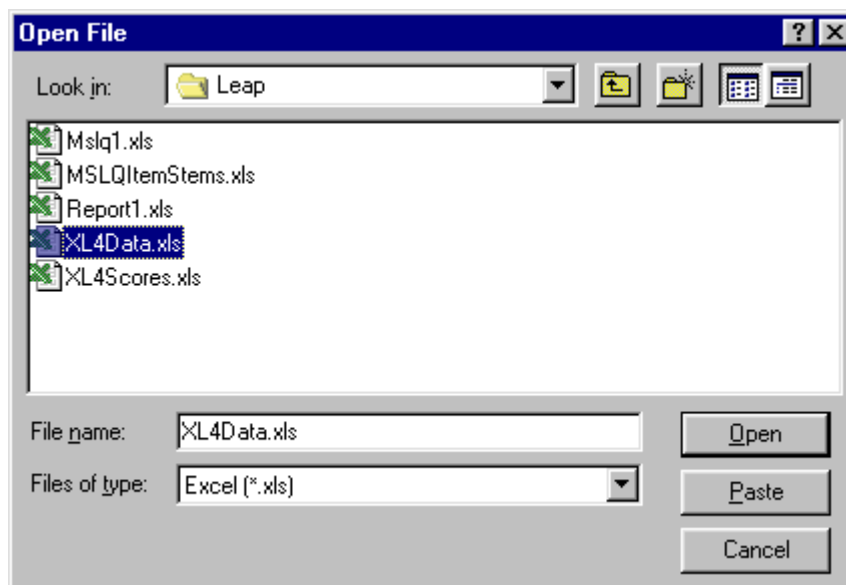 Open File
Look in: Leap
Mslq1.xls
MSLQItemStems.xls
Report1.xls
XL4Data.xls
XL4Scores.xls
File name: XL4Data.xls Open
Files of type: Excel (*.xls) Paste
Cancel